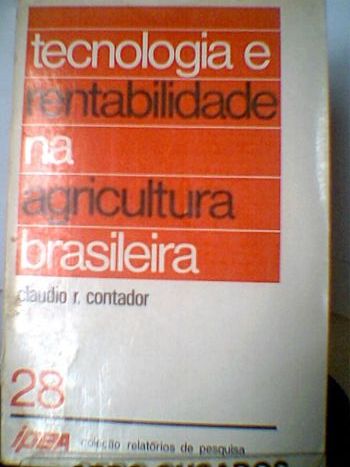 tecnologia e
rentabilidade
na
agricultura
brasileira
claudio r. contador
28
ipea coleção relatórios de pesquisa